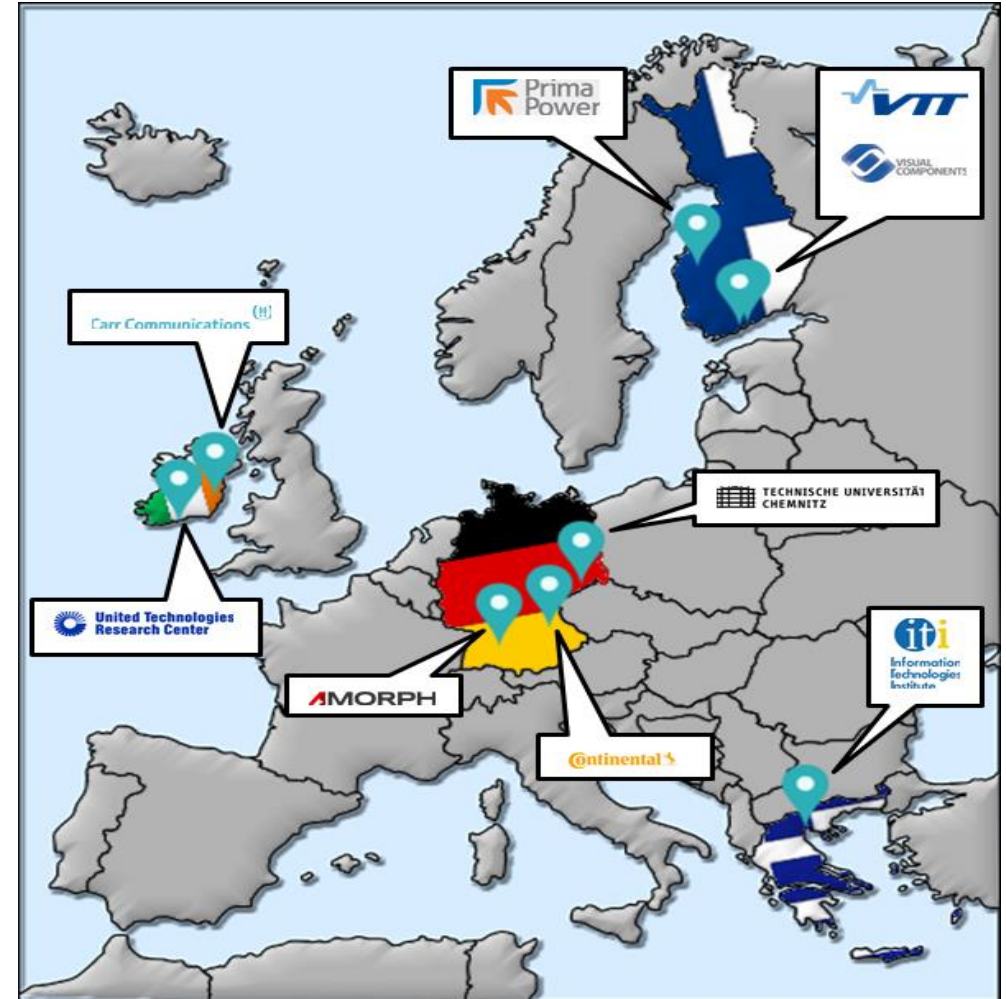 Prima
Power
VTT
VISUAL
COMPONENTS
Carr Communications
TECHNISCHE UNIVERSITÄT
CHEMNITZ
United Technologies
Research Center
iti
Information
Technologies
Institute
AMORPH
Continental